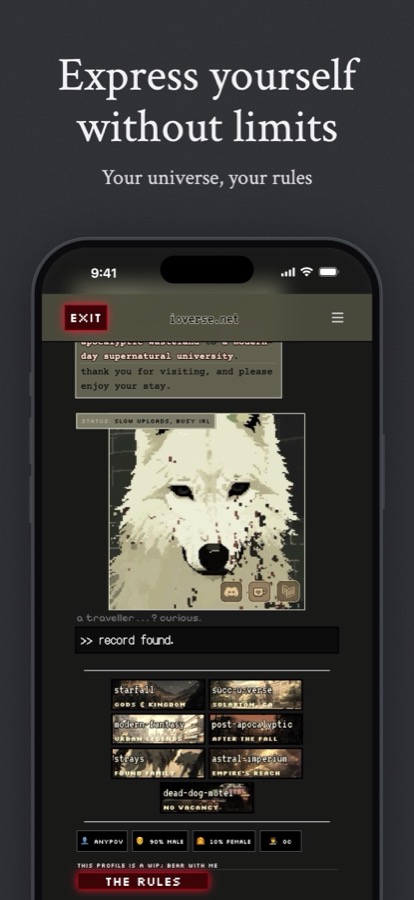 Express yourself
without limits
Your universe, your rules
9:41
EXIT
ioverse.net
apocalyptic wasteland to a modern-
day supernatural university.
thank you for visiting, and please
enjoy your stay.
STATUS: SLOW UPLOADS, BUSY IRL
a traveller ... ? curious.
>> record found.
starfall
GODS & KINGDOM
succ-u-verse
SOLARION, CA
modern-fantasy
URBAN LEGENDS
post-apocalyptic
AFTER THE FALL
strays
FOUND FAMILY
astral-imperium
EMPIRE'S REACH
dead-dog-motel
NO VACANCY
ANYPOV
90% MALE
10% FEMALE
OC
THIS PROFILE IS A WIP; BEAR WITH ME
THE RULES